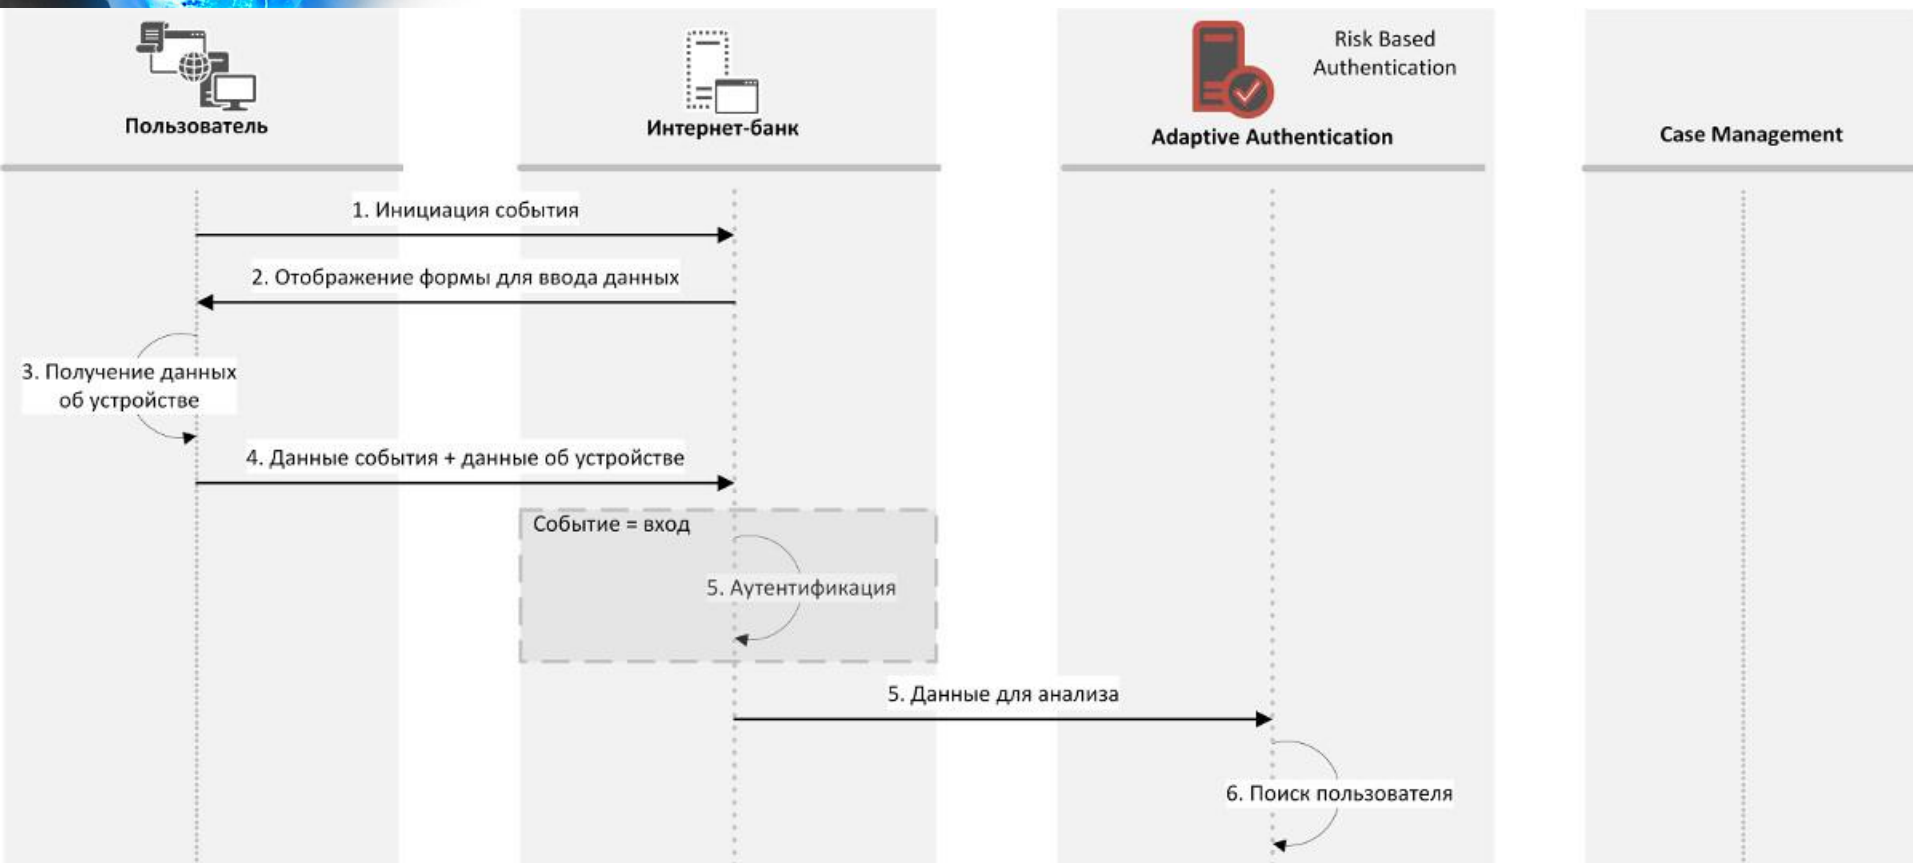 Risk Based
Authentication
Пользователь
Интернет-банк
Adaptive Authentication
Case Management
1. Инициация события
2. Отображение формы для ввода данных
3. Получение данных
об устройстве
4. Данные события + данные об устройстве
Событие = вход
5. Аутентификация
5. Данные для анализа
6. Поиск пользователя